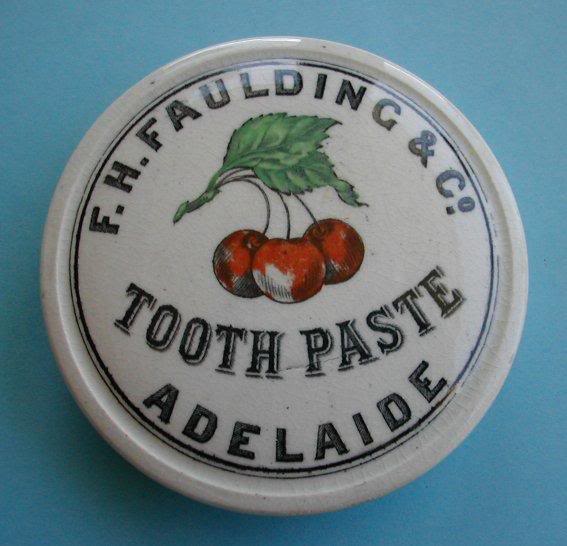 F. H. FAULDING & Co.
TOOTH PASTE
ADELAIDE